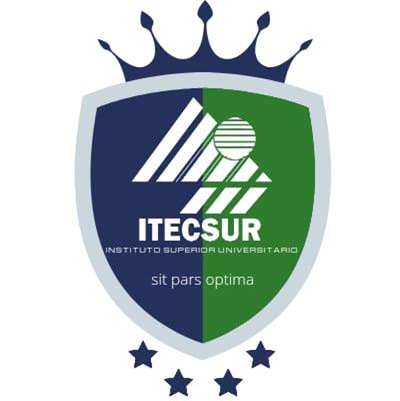 ITECSUR
INSTITUTO SUPERIOR UNIVERSITARIO
sit pars optima